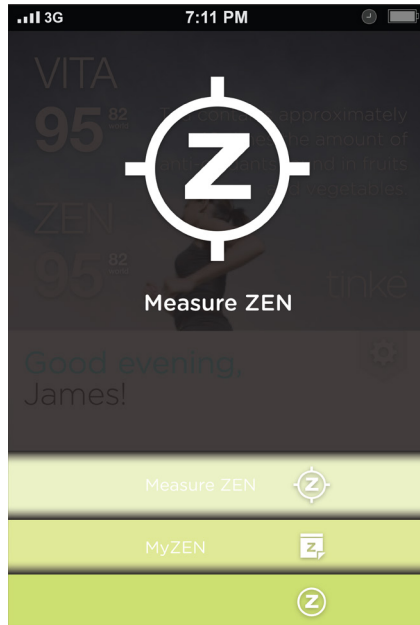 3G 7:11 PM
VITA
95 82
ZEN
95 82
approximately
the amount of
in fruits
vegetables.
tinke
Z
Measure ZEN
Good evening,
James!
Measure ZEN Z
MyZEN Z
Z